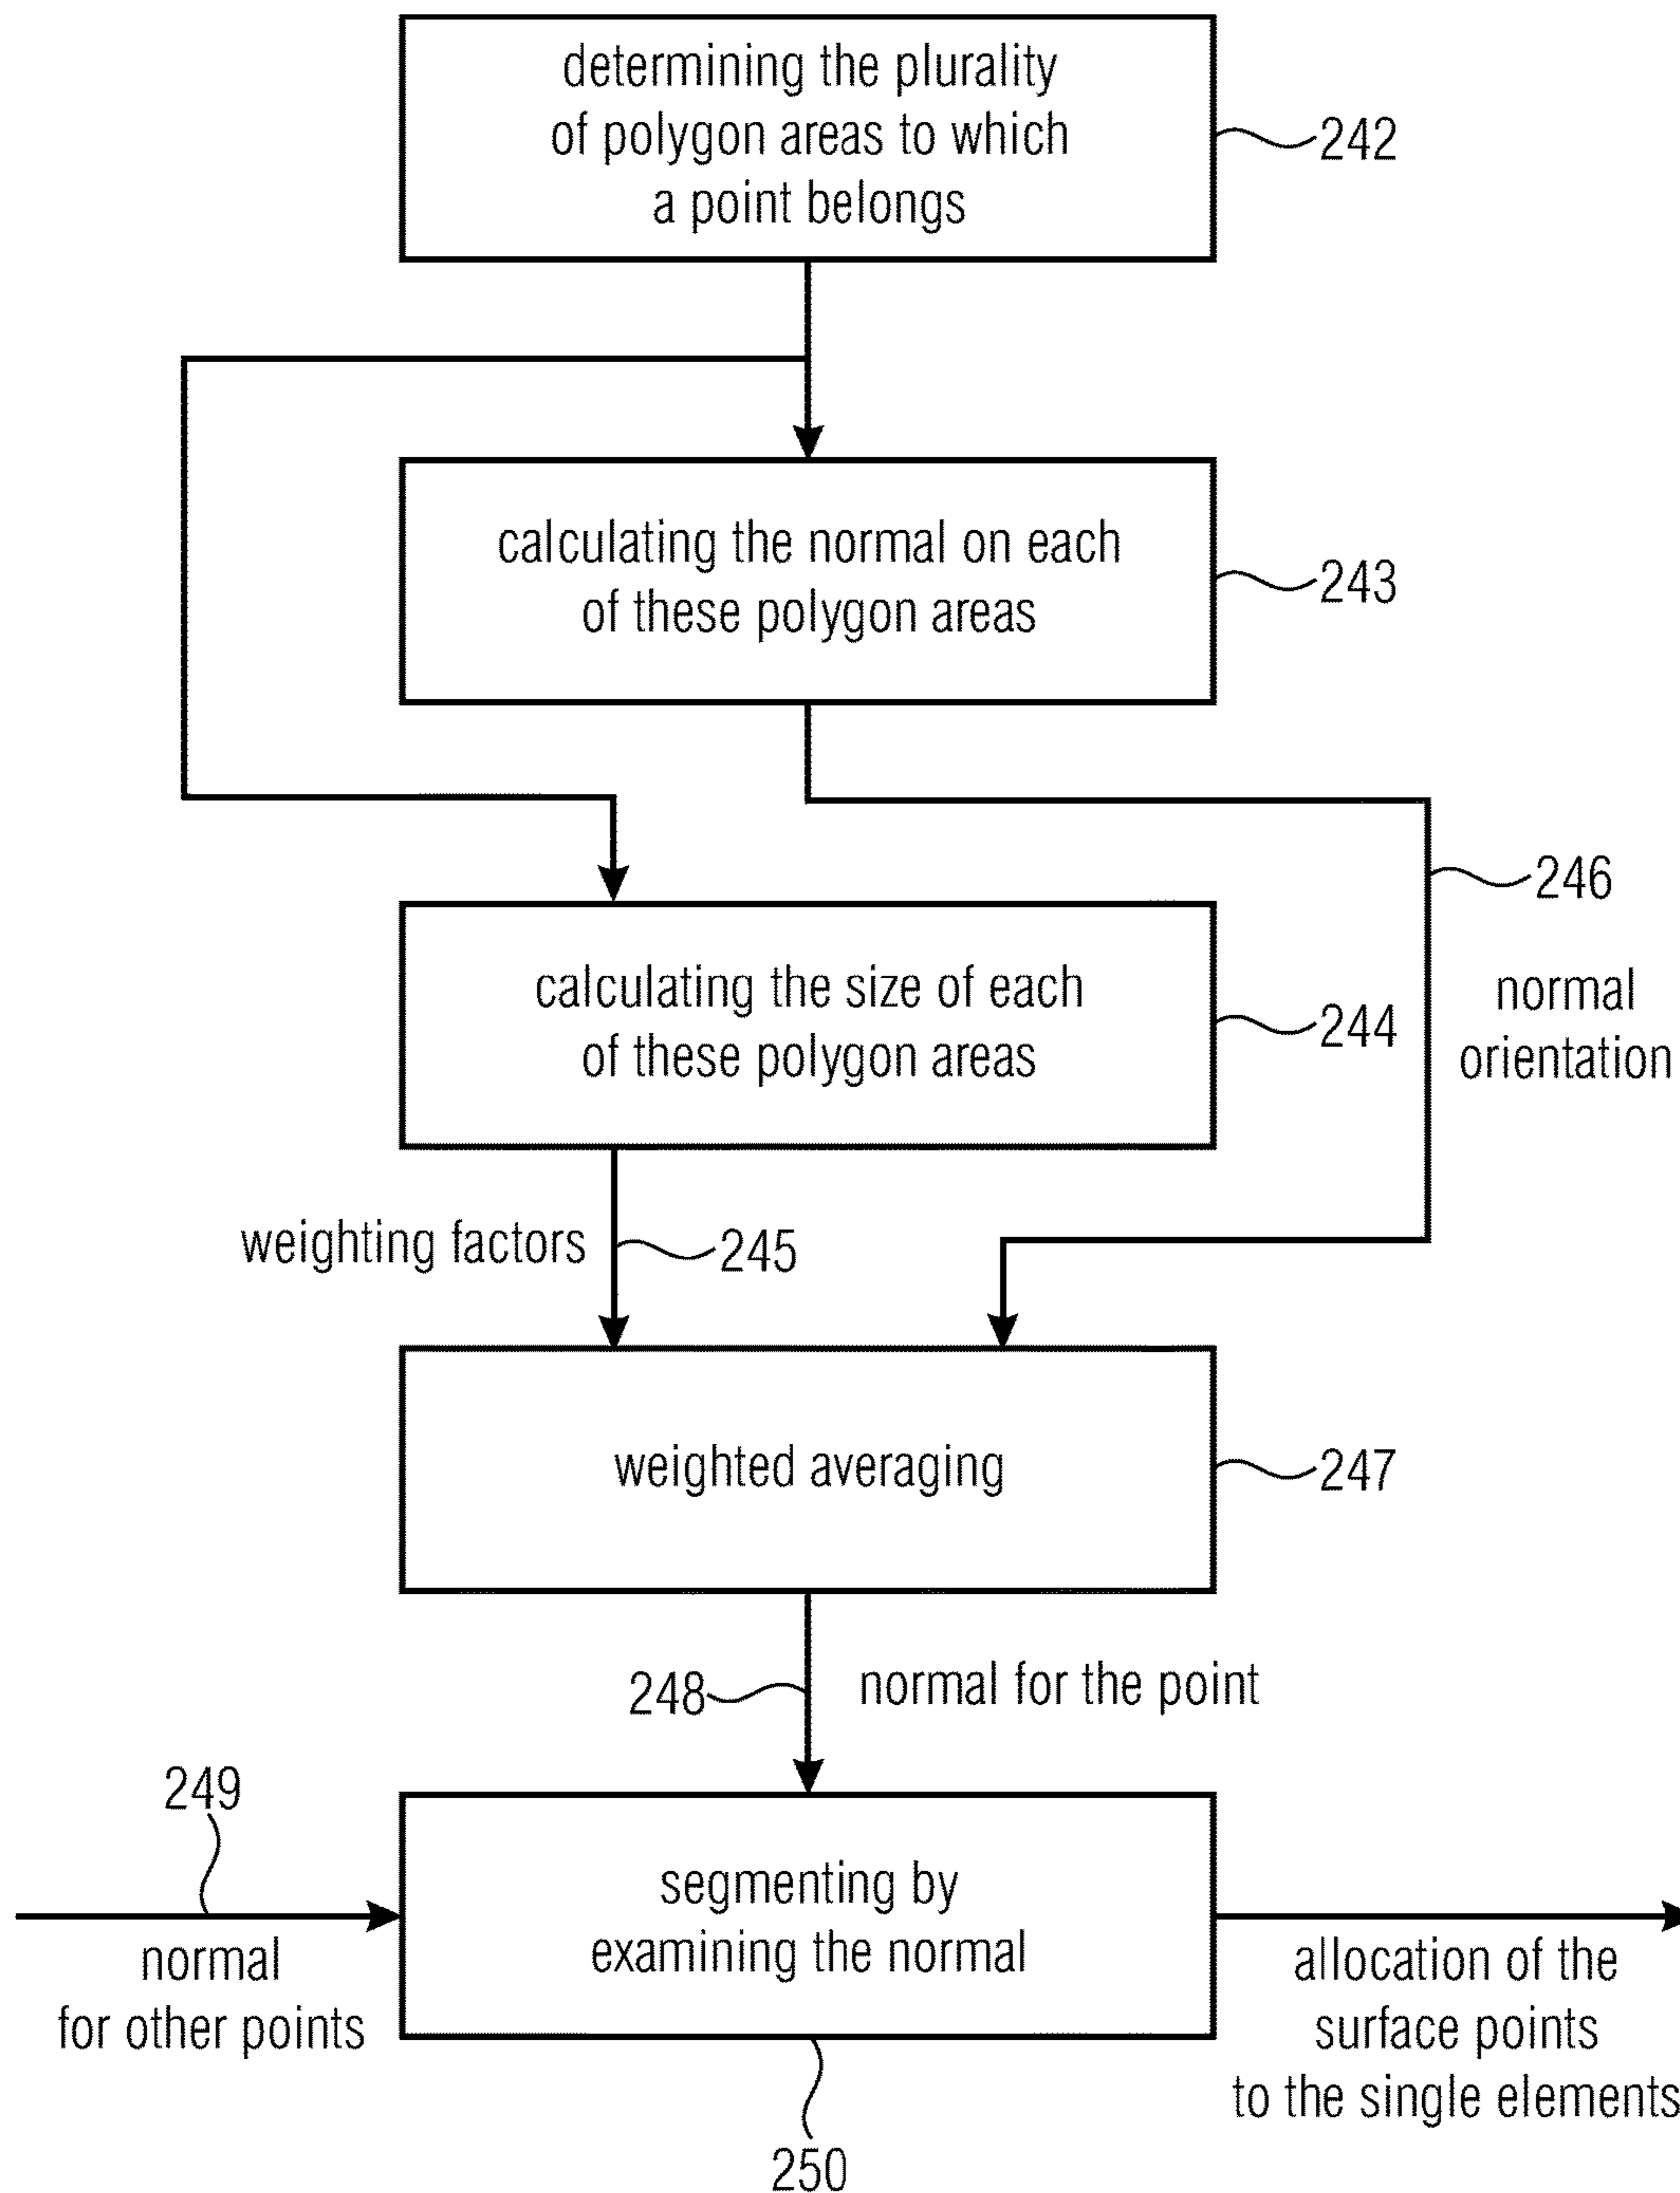 determining the plurality
of polygon areas to which
a point belongs
242
calculating the normal on each
of these polygon areas
243
246
normal
orientation
calculating the size of each
of these polygon areas
244
weighting factors
245
weighted averaging
247
248
normal for the point
249
normal
for other points
segmenting by
examining the normal
allocation of the
surface points
to the single elements
250